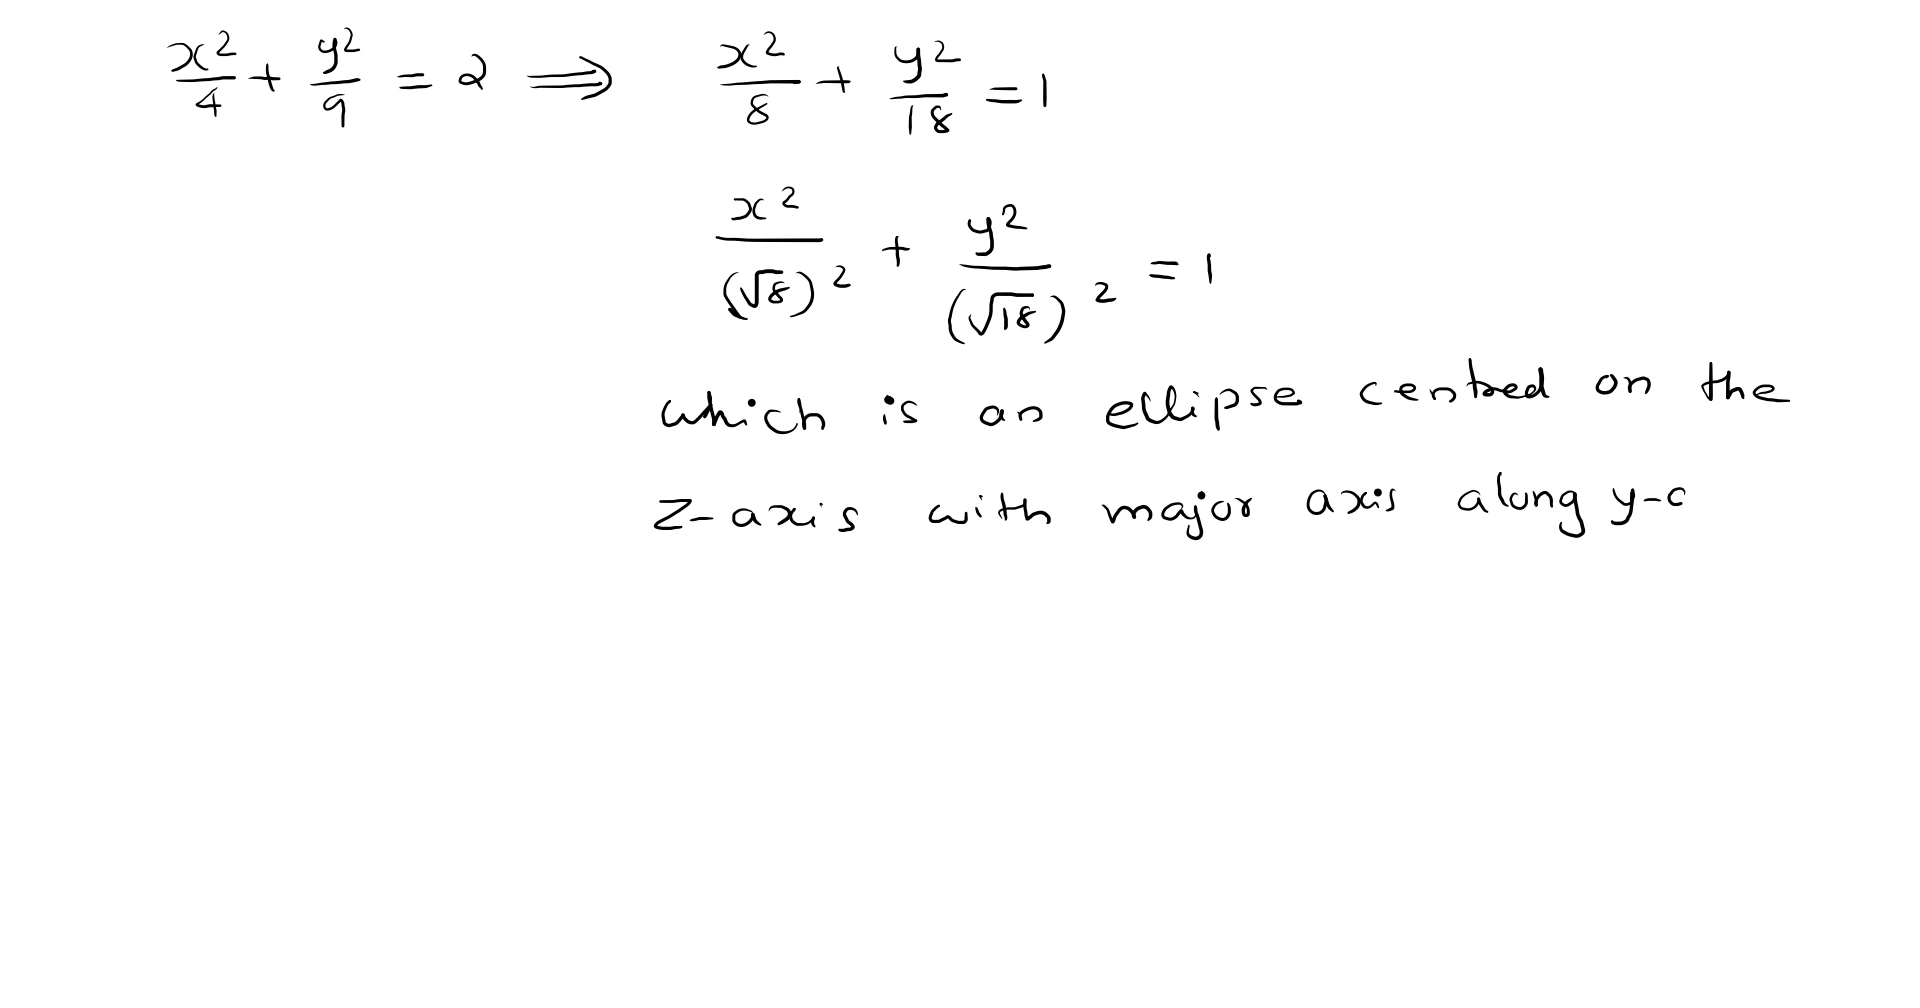 x²/4 + y²/9 = 2 ⟹ x²/8 + y²/18 = 1
x²/(√8)² + y²/(√18)² = 1
which is an ellipse centred on the
z-axis with major axis along y-a